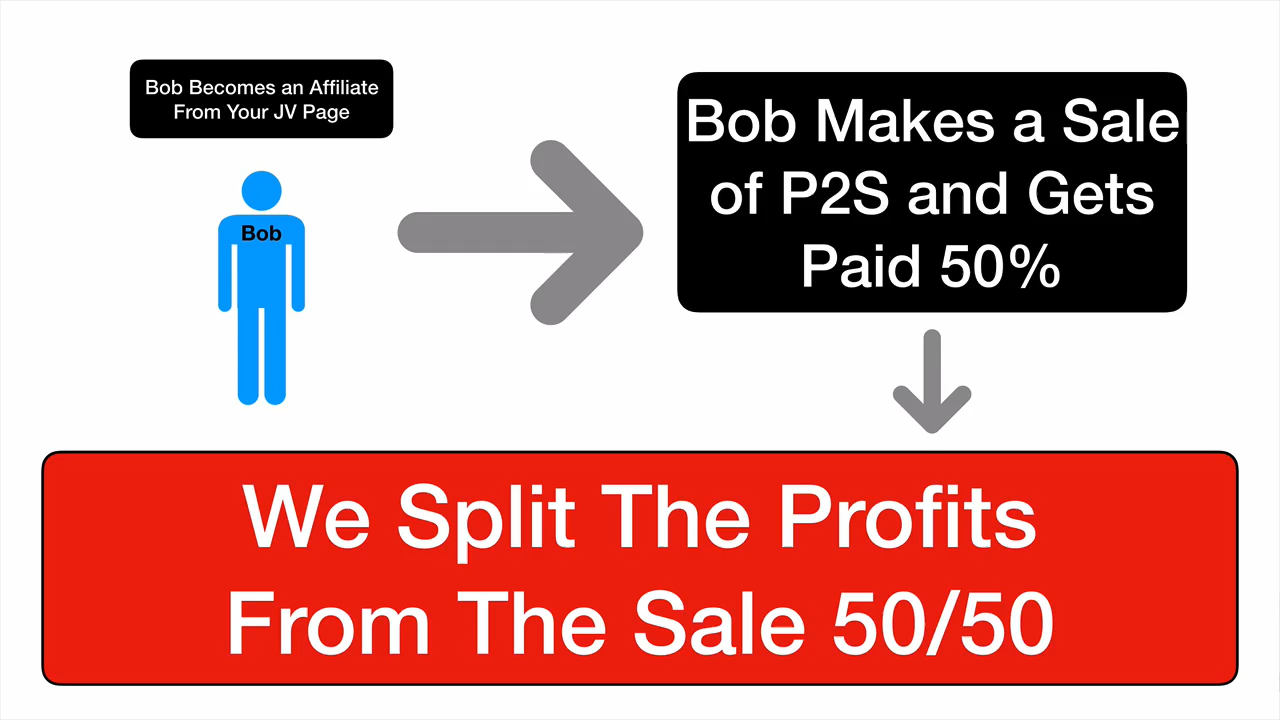 Bob Becomes an Affiliate
From Your JV Page
Bob
Bob Makes a Sale
of P2S and Gets
Paid 50%
We Split The Profits
From The Sale 50/50